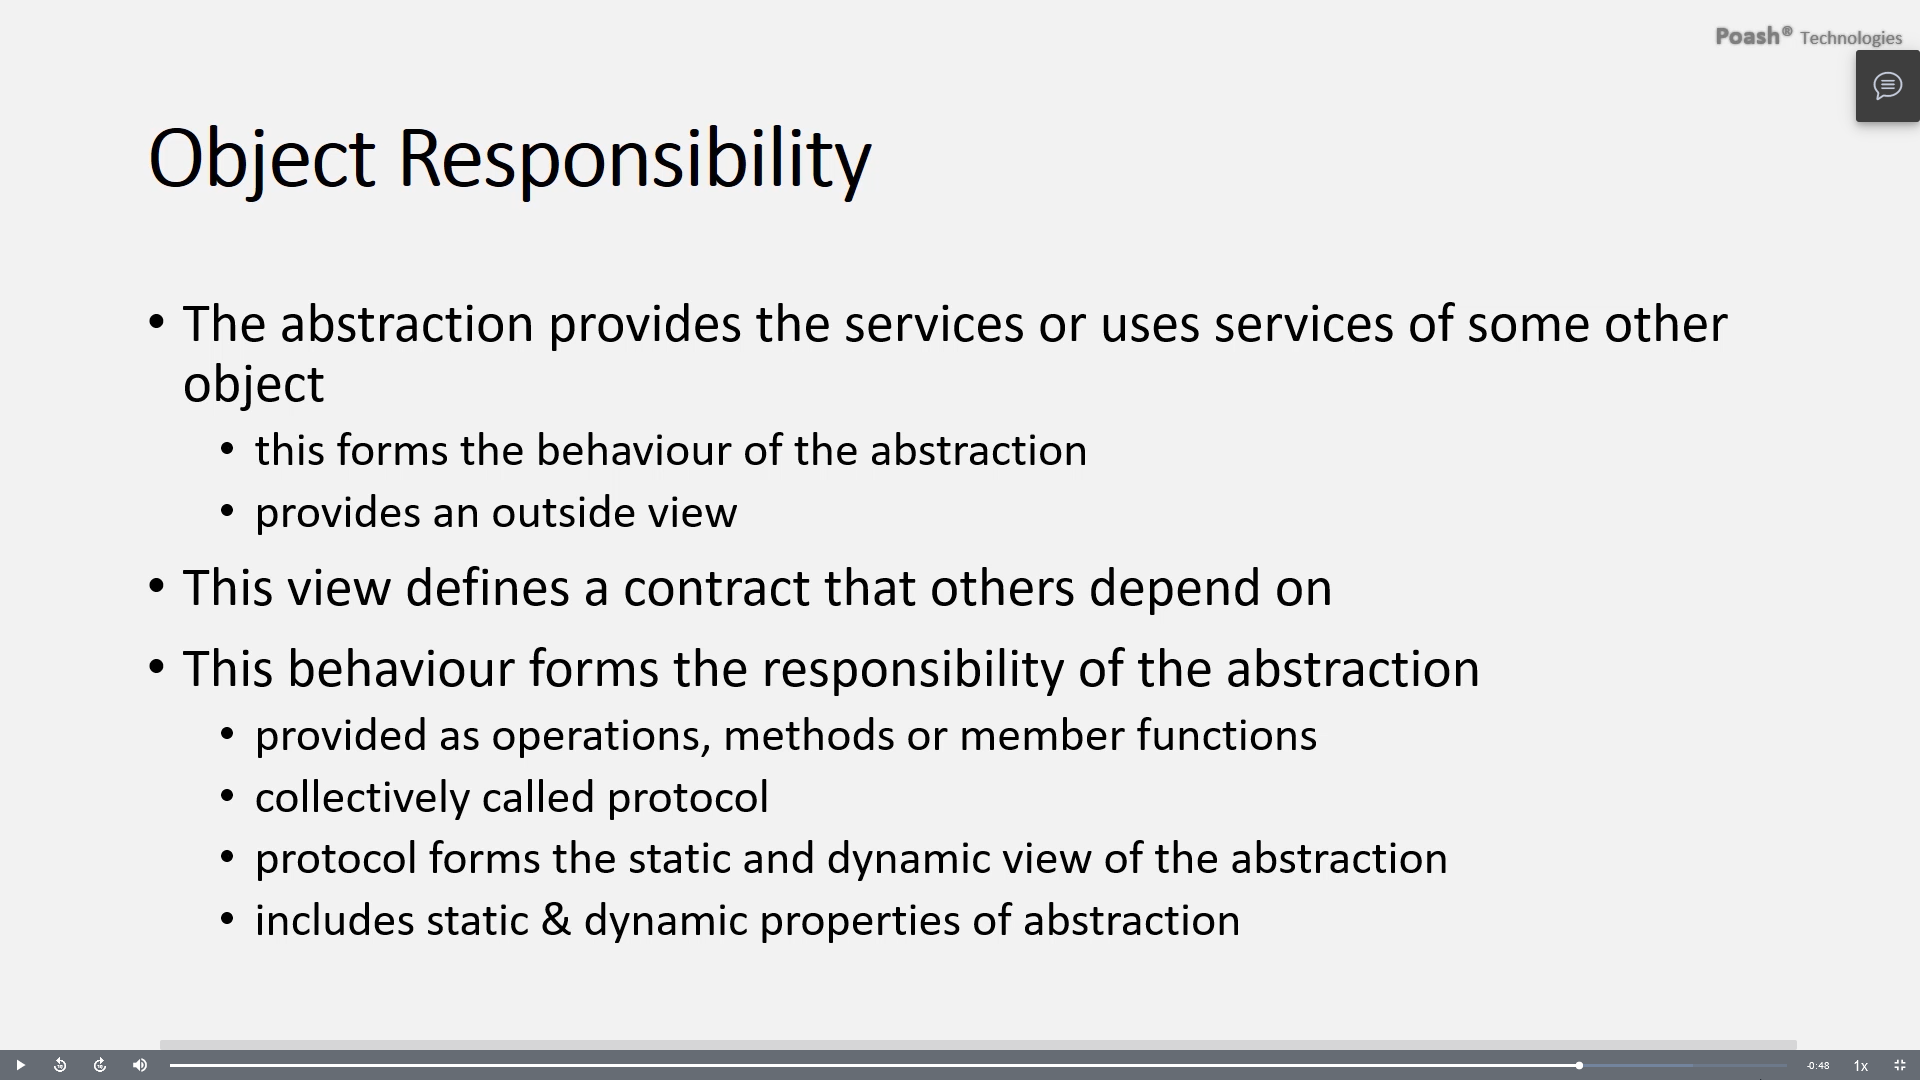 Poash® Technologies
Object Responsibility
• The abstraction provides the services or uses services of some other
object
• this forms the behaviour of the abstraction
• provides an outside view
• This view defines a contract that others depend on
• This behaviour forms the responsibility of the abstraction
• provided as operations, methods or member functions
• collectively called protocol
• protocol forms the static and dynamic view of the abstraction
• includes static & dynamic properties of abstraction
-0:48 1x